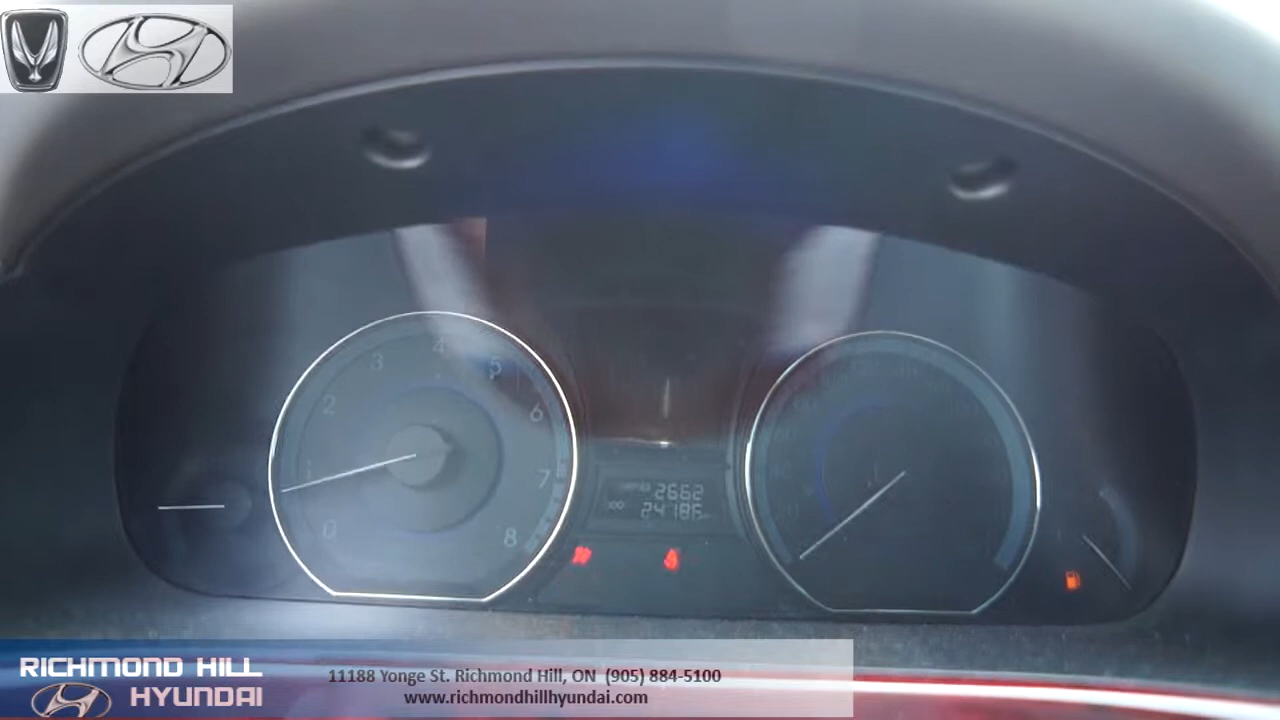 4
3
5
2
6
1
7
0
8
2662
24186
RICHMOND HILL
HYUNDAI
11188 Yonge St. Richmond Hill, ON (905) 884-5100
www.richmondhillhyundai.com